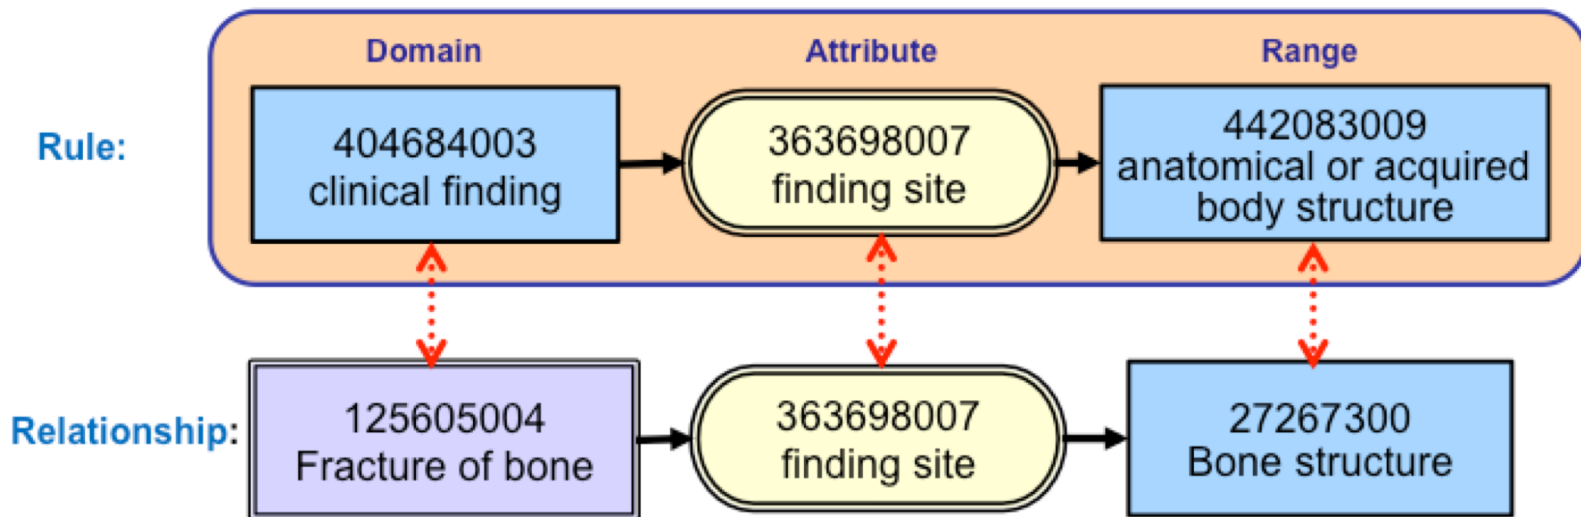 Domain
Attribute
Range
Rule:
404684003
clinical finding
363698007
finding site
442083009
anatomical or acquired
body structure
Relationship:
125605004
Fracture of bone
363698007
finding site
27267300
Bone structure